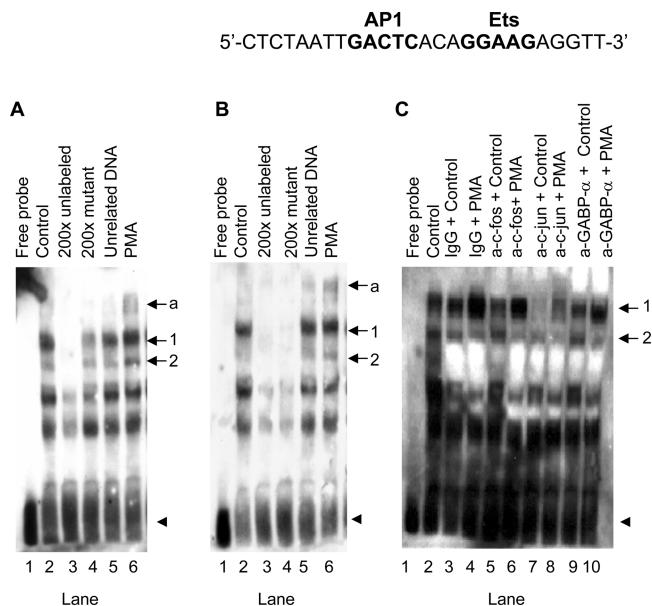 AP1 Ets
5'-CTCTAATTGACTCACAGGAAGAGGTT-3'
A
Free probe
Control
200x unlabeled
200x mutant
Unrelated DNA
PMA
a
1
2
1 2 3 4 5 6
Lane
B
Free probe
Control
200x unlabeled
200x mutant
Unrelated DNA
PMA
a
1
2
1 2 3 4 5 6
Lane
C
Free probe
Control
IgG + Control
IgG + PMA
a-c-fos + Control
a-c-fos+ PMA
a-c-jun + Control
a-c-jun + PMA
a-GABP-α + Control
a-GABP-α + PMA
1
2
1 2 3 4 5 6 7 8 9 10
Lane